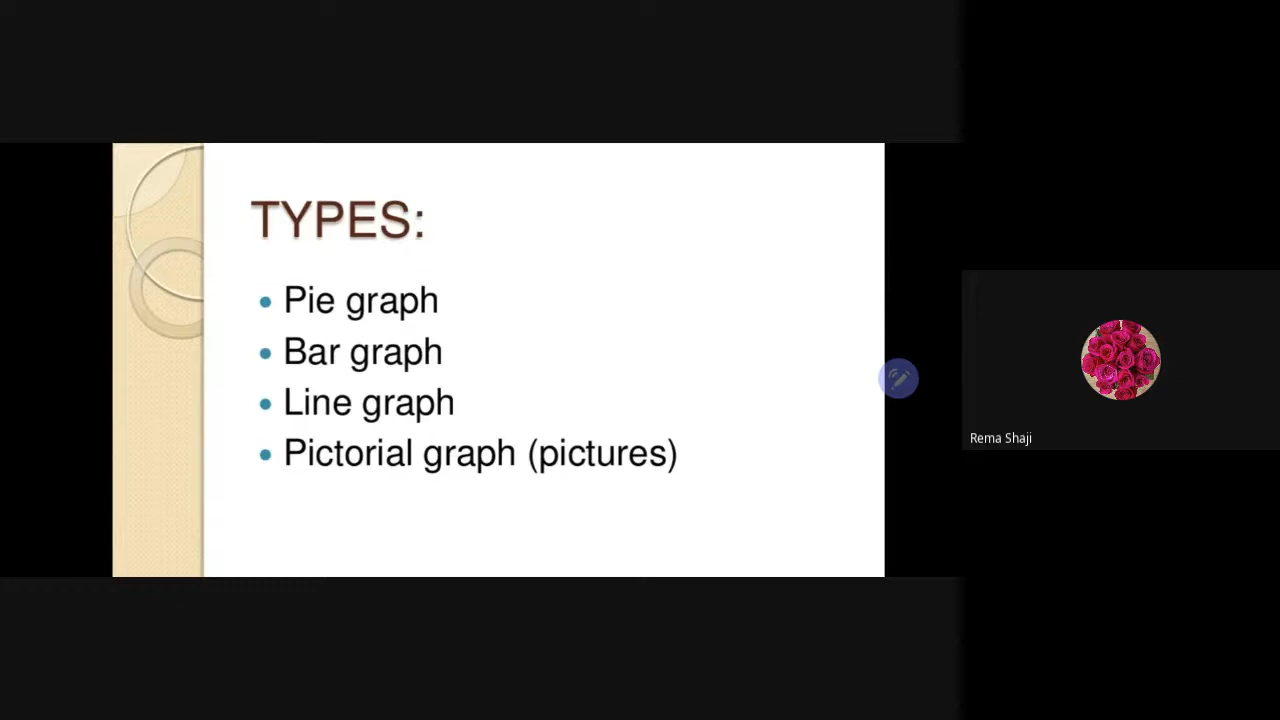 TYPES:
Pie graph
Bar graph
Line graph
Pictorial graph (pictures)
Rema Shaji